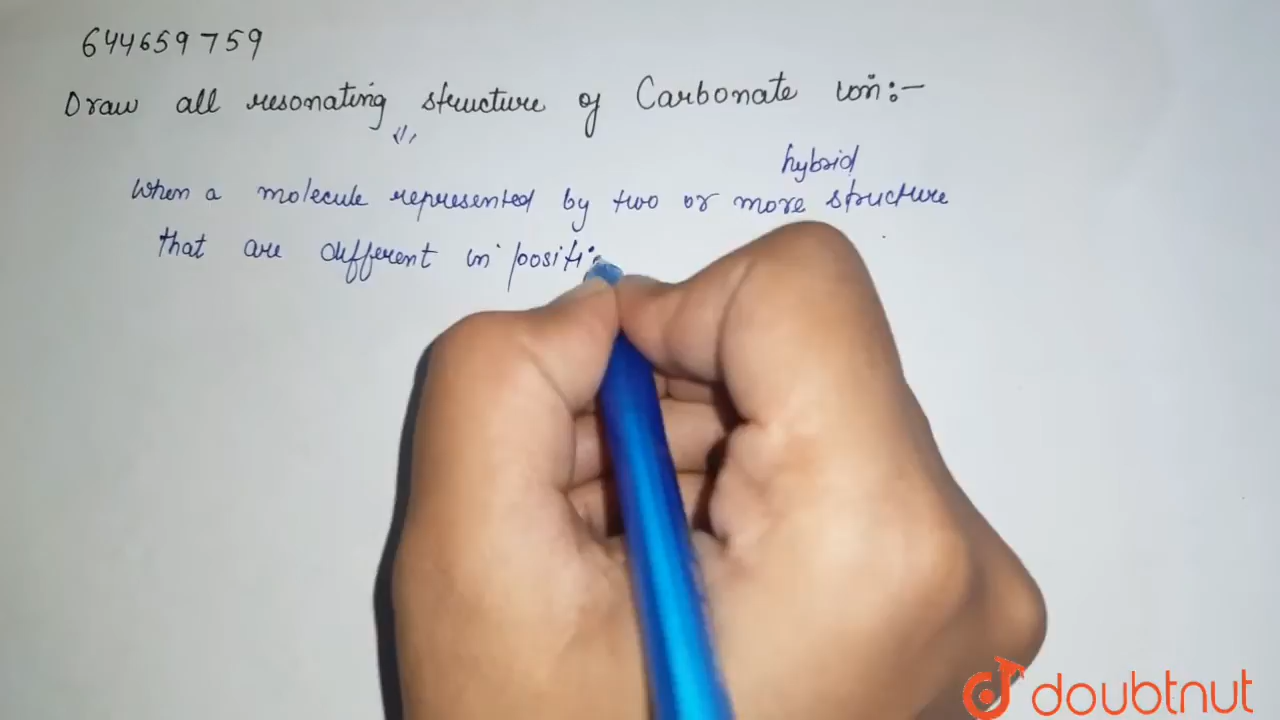 644659759
Draw all resonating structure of Carbonate ion:-
hybrid
When a molecule represented by two or more structure
that are different in positi
doubtnut